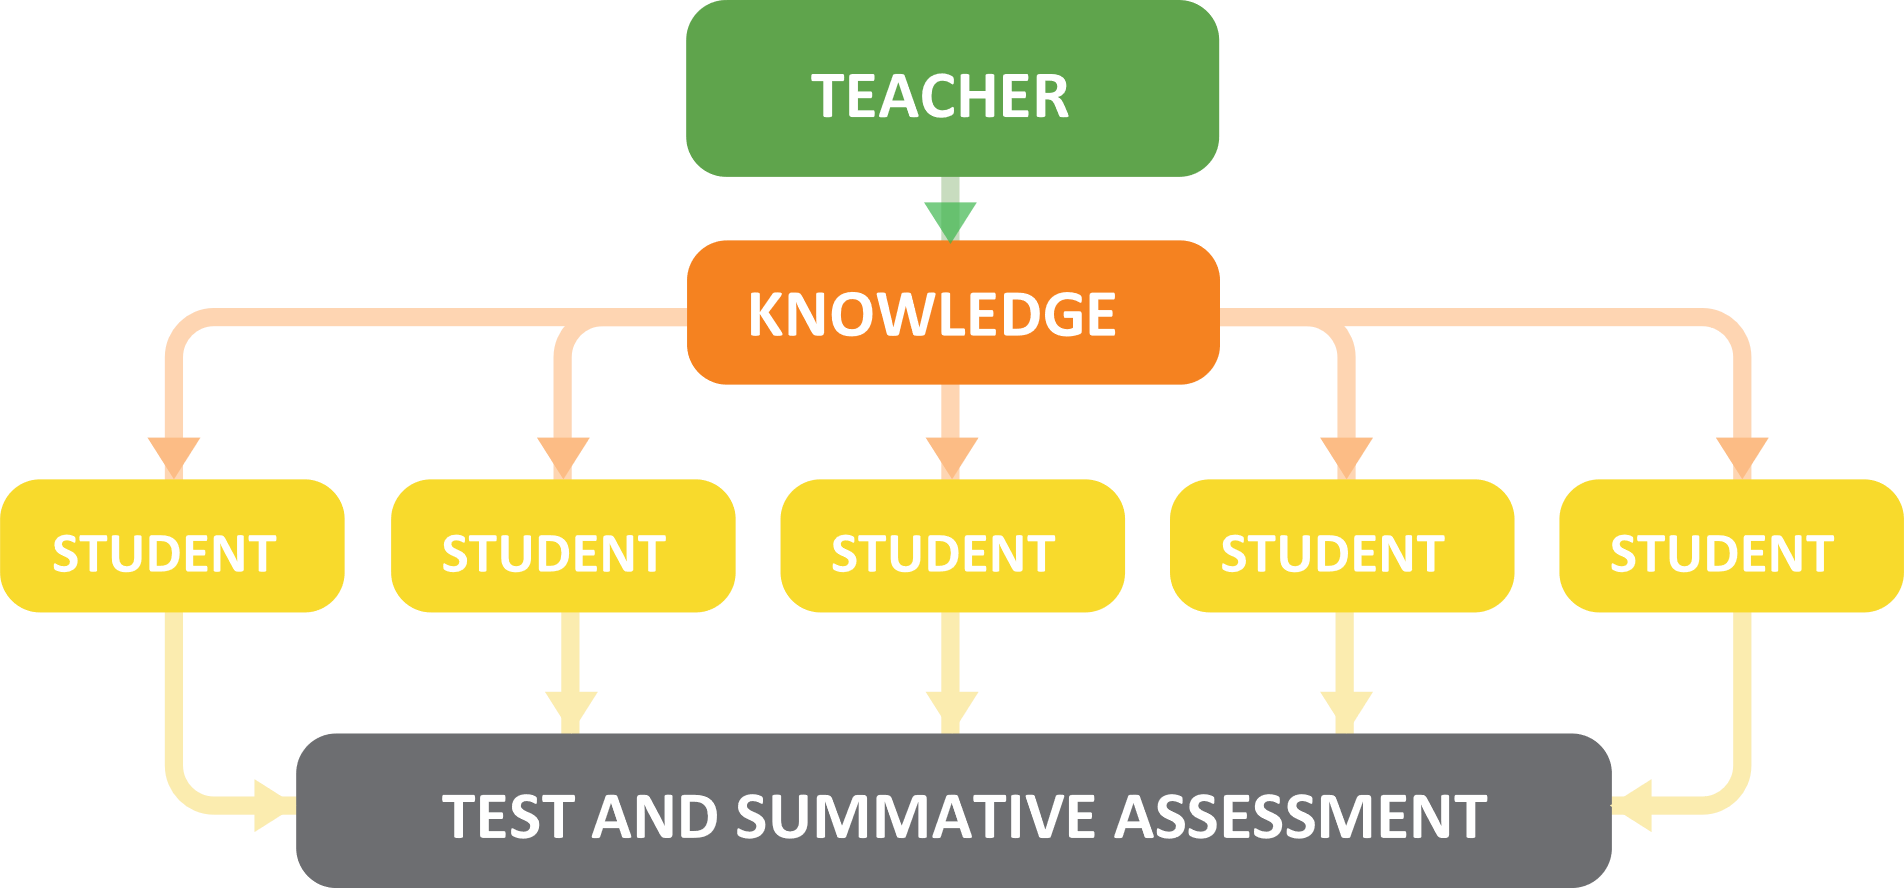 TEACHER
KNOWLEDGE
STUDENT
STUDENT
STUDENT
STUDENT
STUDENT
TEST AND SUMMATIVE ASSESSMENT